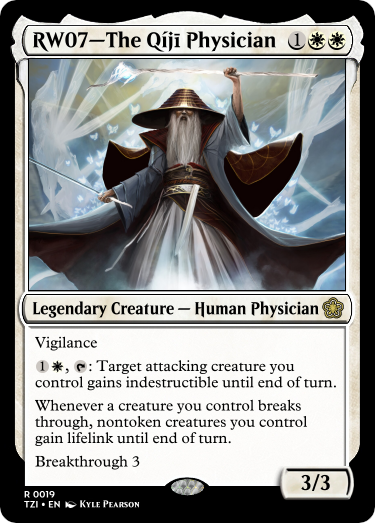 RW07—The Qíjī Physician 1
Legendary Creature — Human Physician
Vigilance
1, : Target attacking creature you
control gains indestructible until end of turn.
Whenever a creature you control breaks
through, nontoken creatures you control
gain lifelink until end of turn.
Breakthrough 3
3/3
R 0019
TZI • EN Kyle Pearson